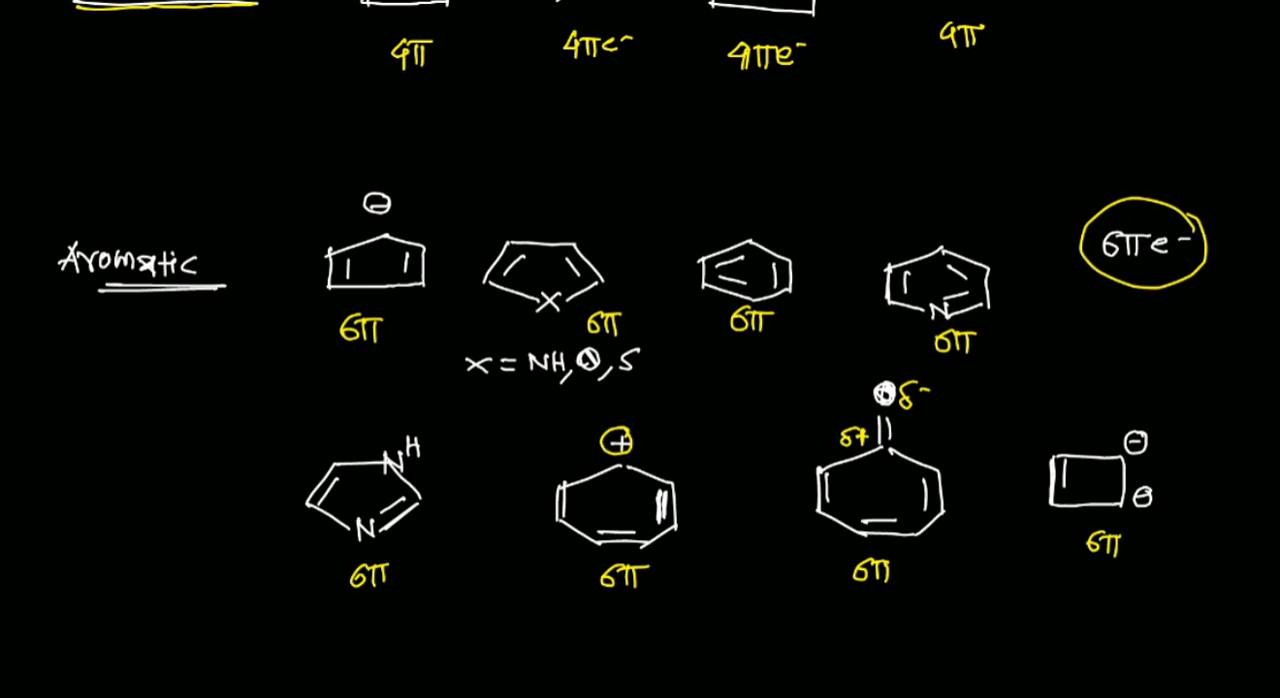 4π 4πe⁻ 4πe⁻ 4π
⊖
Aromatic 6πe⁻
X N
6π 6π 6π 6π
X = NH, O, S
O δ⁻
⊕ δ+ ⊖
N H
⊖
N
6π 6π 6π 6π